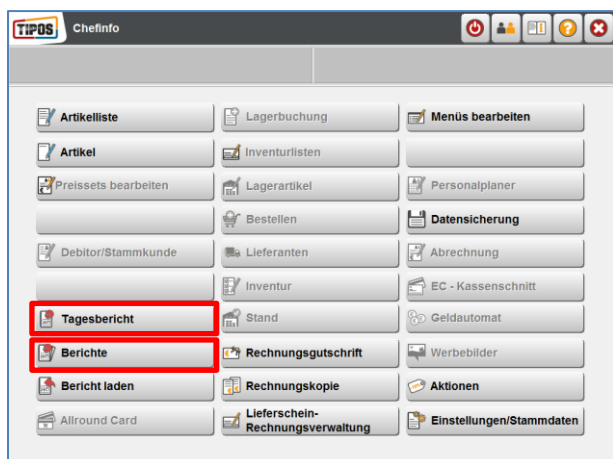 TIPOS Chefinfo
Artikelliste
Lagerbuchung
Menüs bearbeiten
Artikel
Inventurlisten
Preissets bearbeiten
Lagerartikel
Personalplaner
Bestellen
Datensicherung
Debitor/Stammkunde
Lieferanten
Abrechnung
Inventur
EC - Kassenschnitt
Tagesbericht
Stand
Geldautomat
Berichte
Rechnungsgutschrift
Werbebilder
Bericht laden
Rechnungskopie
Aktionen
Allround Card
Lieferschein-
Rechnungsverwaltung
Einstellungen/Stammdaten